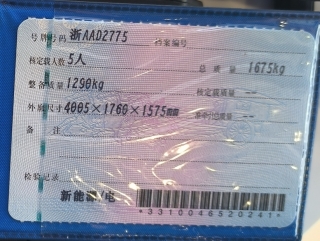 号牌号码 浙AAD2775 档案编号
核定载人数 5人 总质量 1675kg
整备质量 1290kg 核定载质量 --
外廓尺寸 4005×1760×1575mm 准牵引总质量 --
备 注
检验记录
新能源/电
*3310046520241*